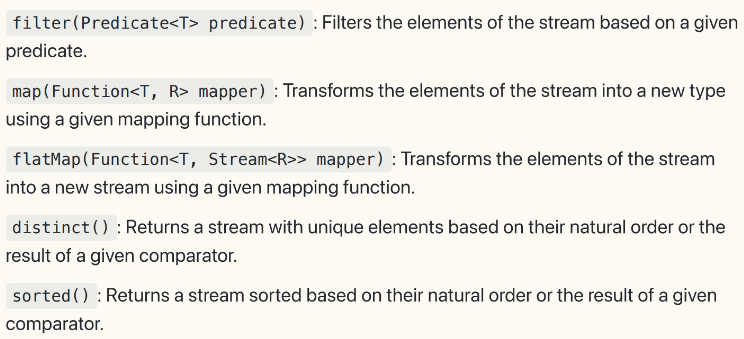 filter(Predicate<T> predicate) : Filters the elements of the stream based on a given
predicate.
map(Function<T, R> mapper) : Transforms the elements of the stream into a new type
using a given mapping function.
flatMap(Function<T, Stream<R>> mapper) : Transforms the elements of the stream
into a new stream using a given mapping function.
distinct() : Returns a stream with unique elements based on their natural order or the
result of a given comparator.
sorted() : Returns a stream sorted based on their natural order or the result of a given
comparator.